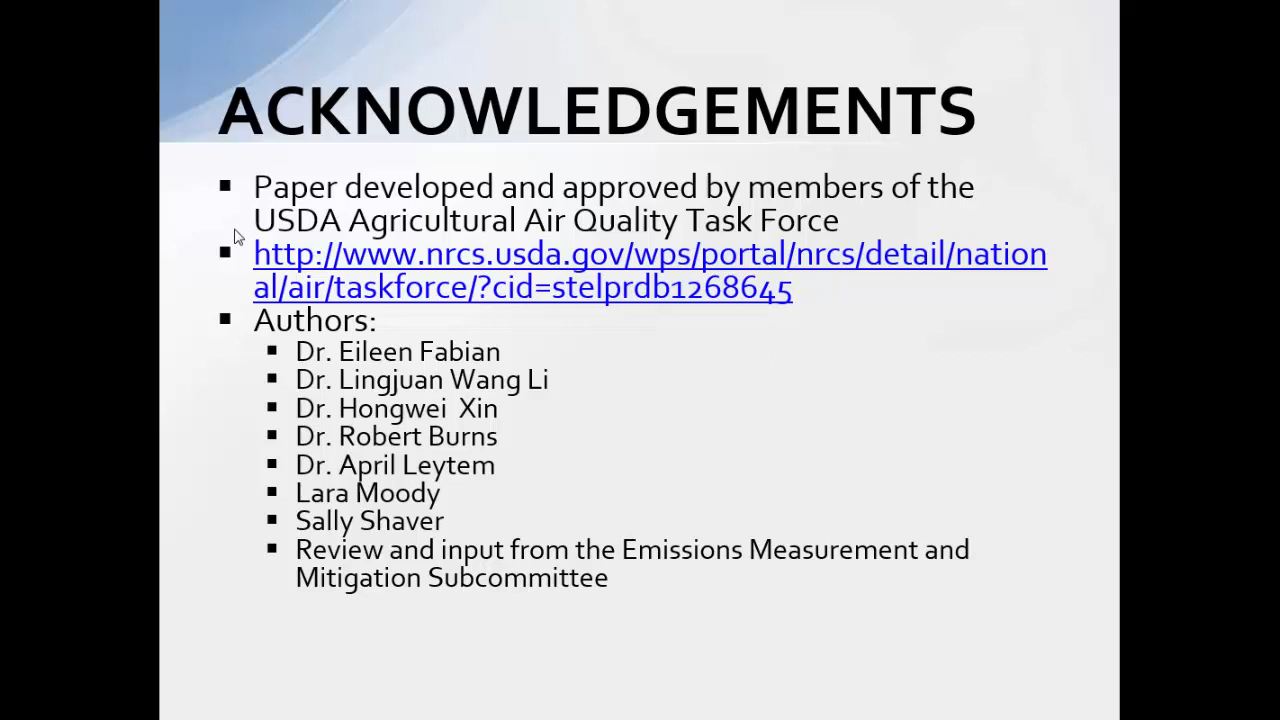 ACKNOWLEDGEMENTS
▪ Paper developed and approved by members of the
USDA Agricultural Air Quality Task Force
▪ http://www.nrcs.usda.gov/wps/portal/nrcs/detail/nation
al/air/taskforce/?cid=stelprdb1268645
▪ Authors:
▪ Dr. Eileen Fabian
▪ Dr. Lingjuan Wang Li
▪ Dr. Hongwei  Xin
▪ Dr. Robert Burns
▪ Dr. April Leytem
▪ Lara Moody
▪ Sally Shaver
▪ Review and input from the Emissions Measurement and
Mitigation Subcommittee